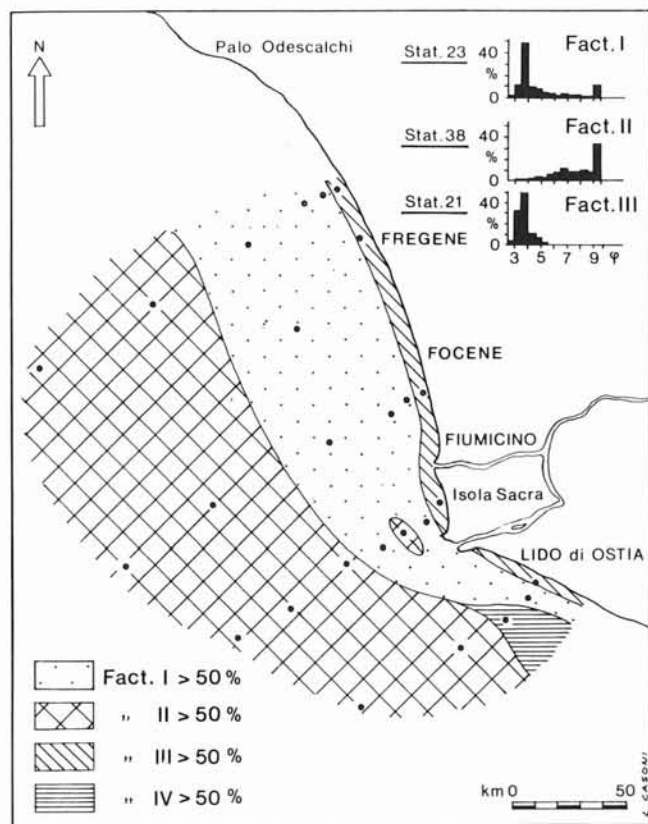 N
Palo Odescalchi
Stat.23
40
%
0
Fact. I
Stat.38
40
%
0
Fact. II
Stat.21
40
%
0
Fact. III
3 5 7 9 φ
FREGENE
FOCENE
FIUMICINO
Isola Sacra
LIDO di OSTIA
Fact. I > 50 %
" II > 50 %
" III > 50 %
" IV > 50 %
km 0 50
L. CASONI